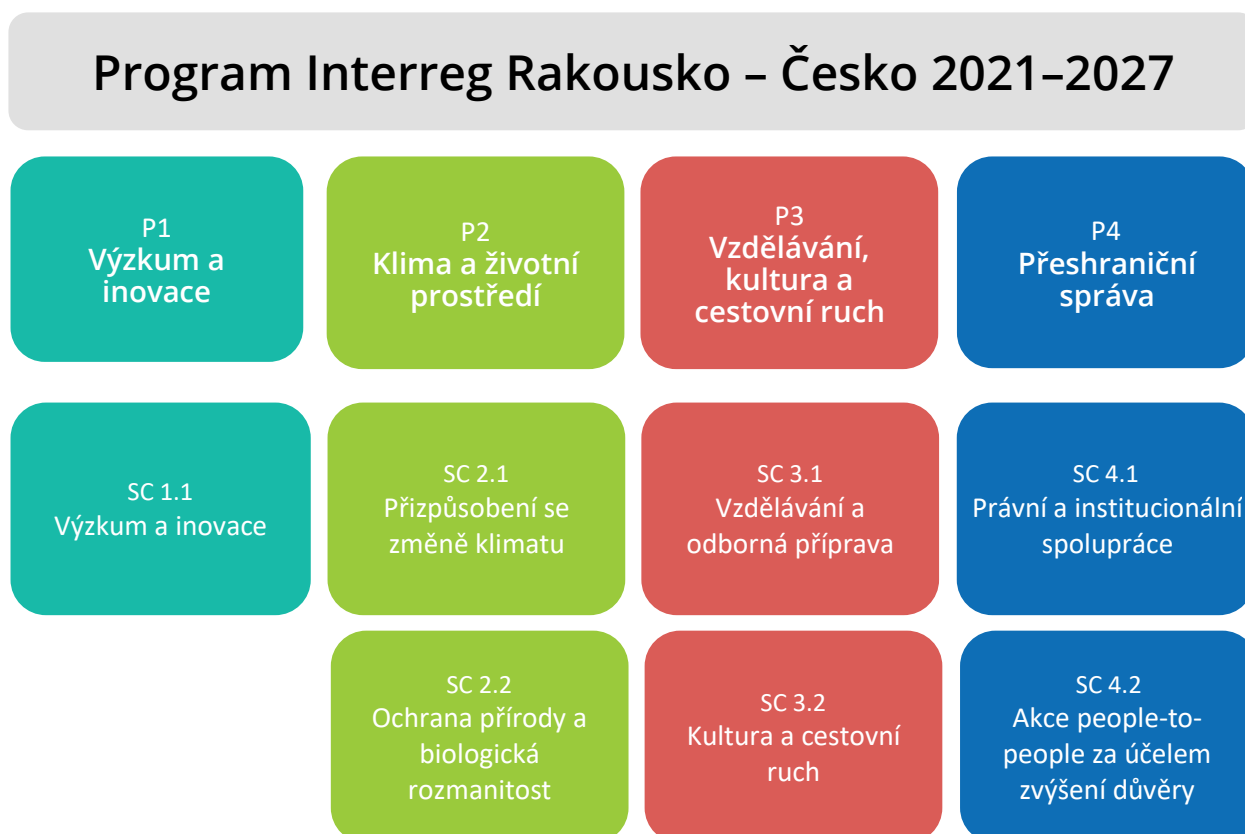 Program Interreg Rakousko – Česko 2021–2027
P1
Výzkum a
inovace
P2
Klima a životní
prostředí
P3
Vzdělávání,
kultura a
cestovní ruch
P4
Přeshraniční
správa
SC 1.1
Výzkum a inovace
SC 2.1
Přizpůsobení se
změně klimatu
SC 3.1
Vzdělávání a
odborná příprava
SC 4.1
Právní a institucionální
spolupráce
SC 2.2
Ochrana přírody a
biologická
rozmanitost
SC 3.2
Kultura a cestovní
ruch
SC 4.2
Akce people-to-
people za účelem
zvýšení důvěry